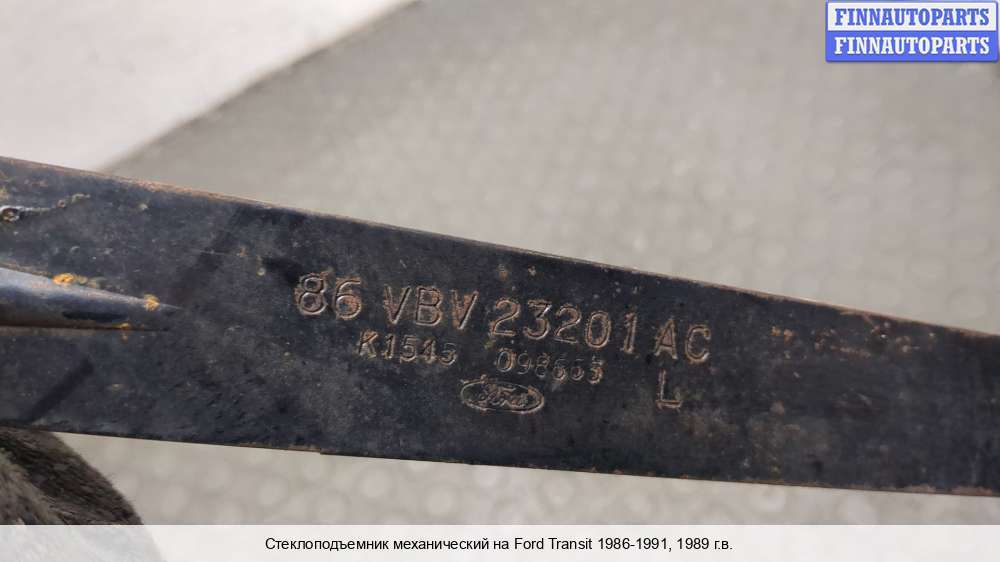 FINNAUTOPARTS
FINNAUTOPARTS
86 VBV 23201 AC
K1545 098663 L
Ford
Стеклоподъемник механический на Ford Transit 1986-1991, 1989 г.в.